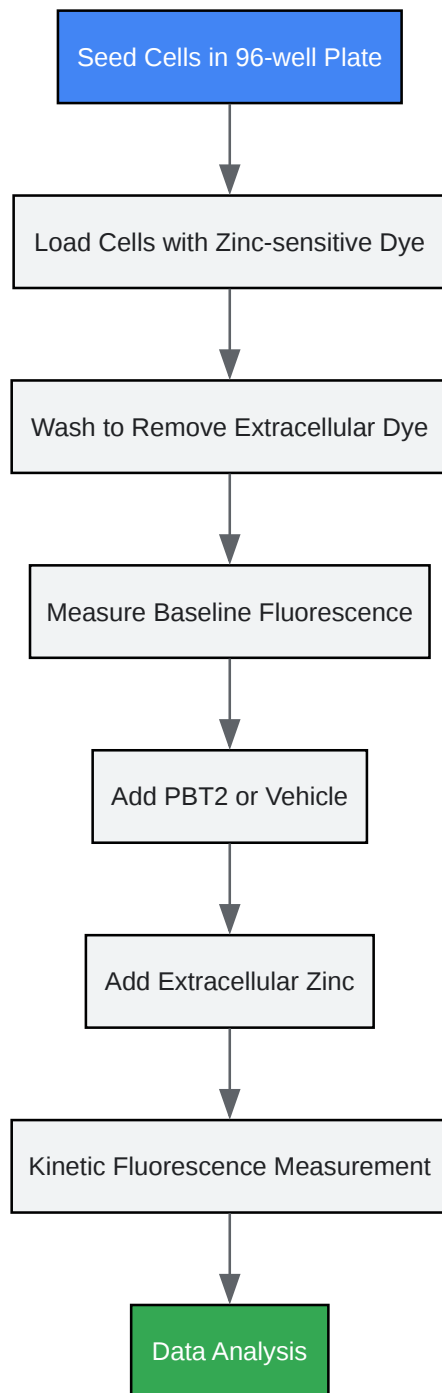 Seed Cells in 96-well Plate
Load Cells with Zinc-sensitive Dye
Wash to Remove Extracellular Dye
Measure Baseline Fluorescence
Add PBT2 or Vehicle
Add Extracellular Zinc
Kinetic Fluorescence Measurement
Data Analysis